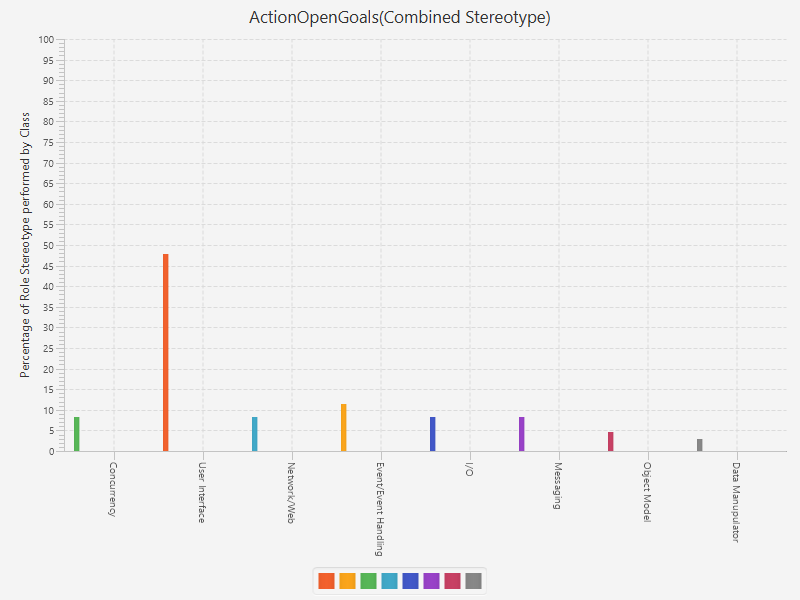 ActionOpenGoals(Combined Stereotype)
Percentage of Role Stereotype performed by Class
100
95
90
85
80
75
70
65
60
55
50
45
40
35
30
25
20
15
10
5
0
Concurrency
User Interface
Network/Web
Event/Event Handling
I/O
Messaging
Object Model
Data Manupulator